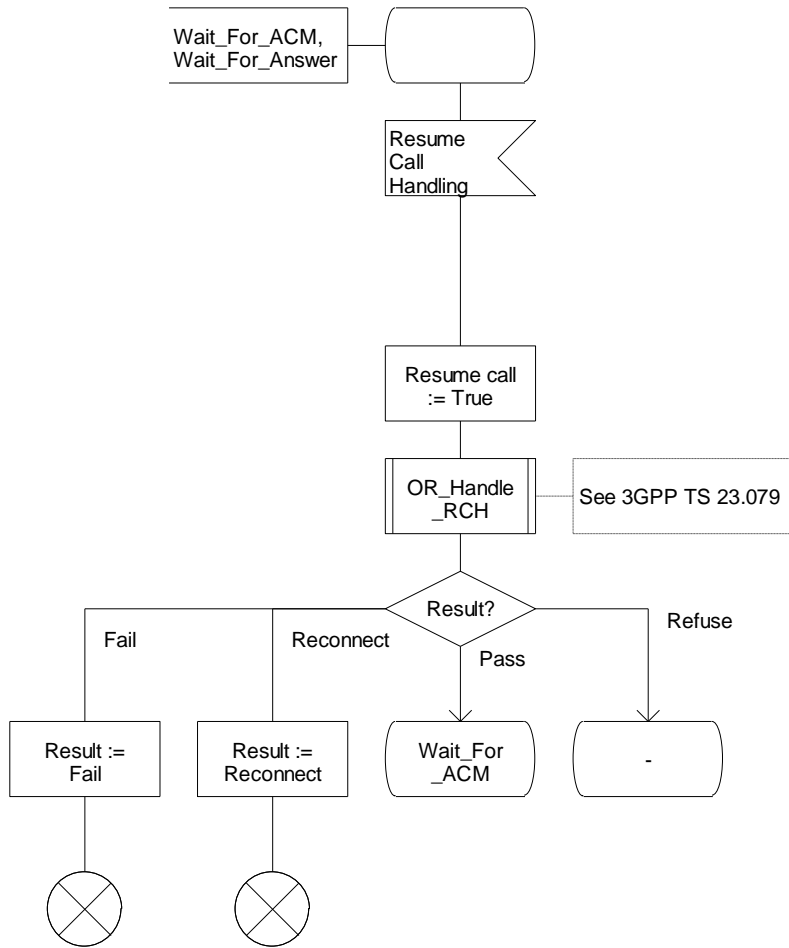 Wait_For_ACM,
Wait_For_Answer
Resume
Call
Handling
Resume call
:= True
OR_Handle
_RCH
See 3GPP TS 23.079
Result?
Fail
Reconnect
Pass
Refuse
Result :=
Fail
Result :=
Reconnect
Wait_For
_ACM
-